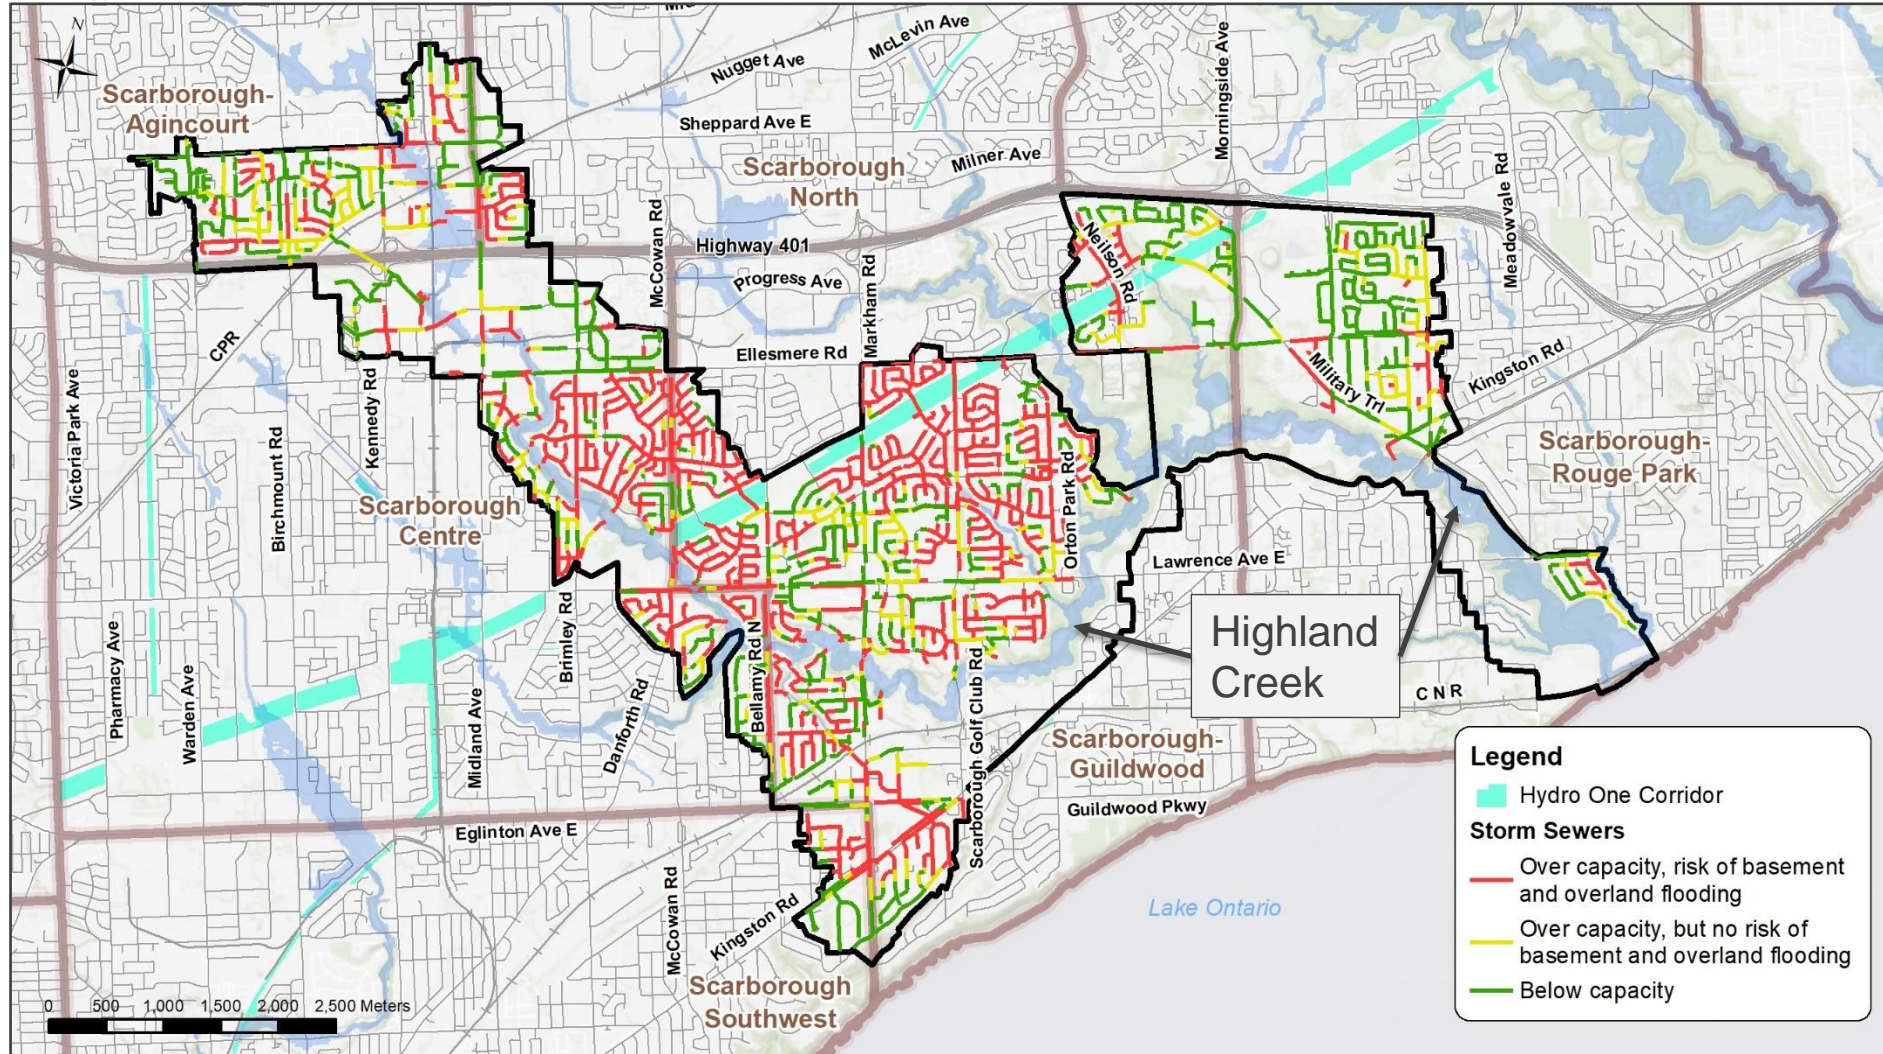 N
Nugget Ave
McLevin Ave
Morningside Ave
Scarborough-
Agincourt
Sheppard Ave E
Scarborough
North
Milner Ave
Meadowvale Rd
McCowan Rd
Highway 401
Progress Ave
Markham Rd
Neilson Rd
CPR
Ellesmere Rd
Military Trl
Kingston Rd
Victoria Park Ave
Birchmount Rd
Kennedy Rd
Scarborough-
Rouge Park
Scarborough
Centre
Orton Park Rd
Lawrence Ave E
Highland
Creek
Pharmacy Ave
Warden Ave
Midland Ave
Brimley Rd
Danforth Rd
Bellamy Rd N
Scarborough Golf Club Rd
CNR
Scarborough-
Guildwood
Guildwood Pkwy
Eglinton Ave E
McCowan Rd
Kingston Rd
Lake Ontario
Scarborough
Southwest
0 500 1,000 1,500 2,000 2,500 Meters
Legend
Hydro One Corridor
Storm Sewers
Over capacity, risk of basement
and overland flooding
Over capacity, but no risk of
basement and overland flooding
Below capacity